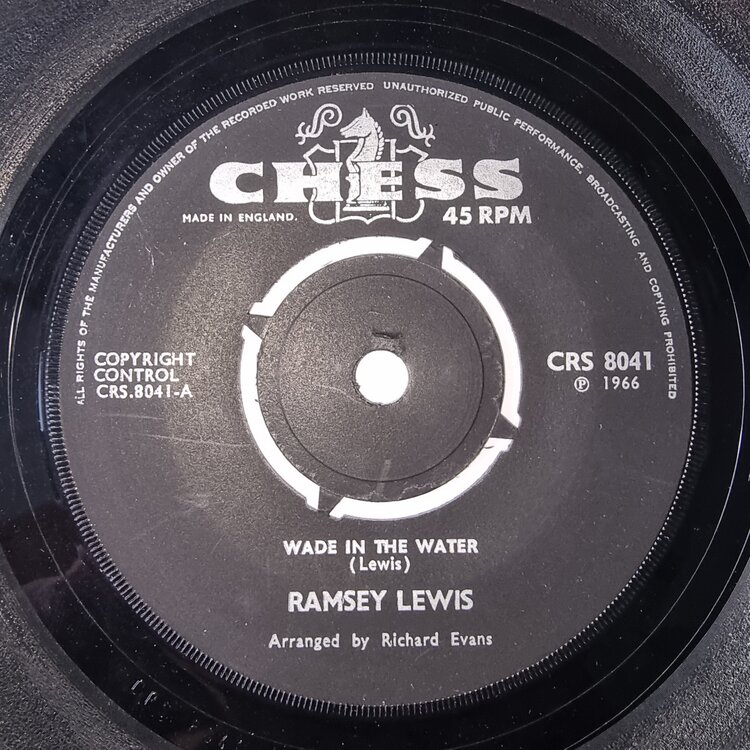 ALL RIGHTS OF THE MANUFACTURERS AND OWNER OF THE RECORDED WORK RESERVED UNAUTHORIZED PUBLIC PERFORMANCE, BROADCASTING AND COPYING PROHIBITED
CHESS
MADE IN ENGLAND.
45 RPM
COPYRIGHT
CONTROL
CRS.8041-A
CRS 8041
℗ 1966
WADE IN THE WATER
(Lewis)
RAMSEY LEWIS
Arranged by Richard Evans